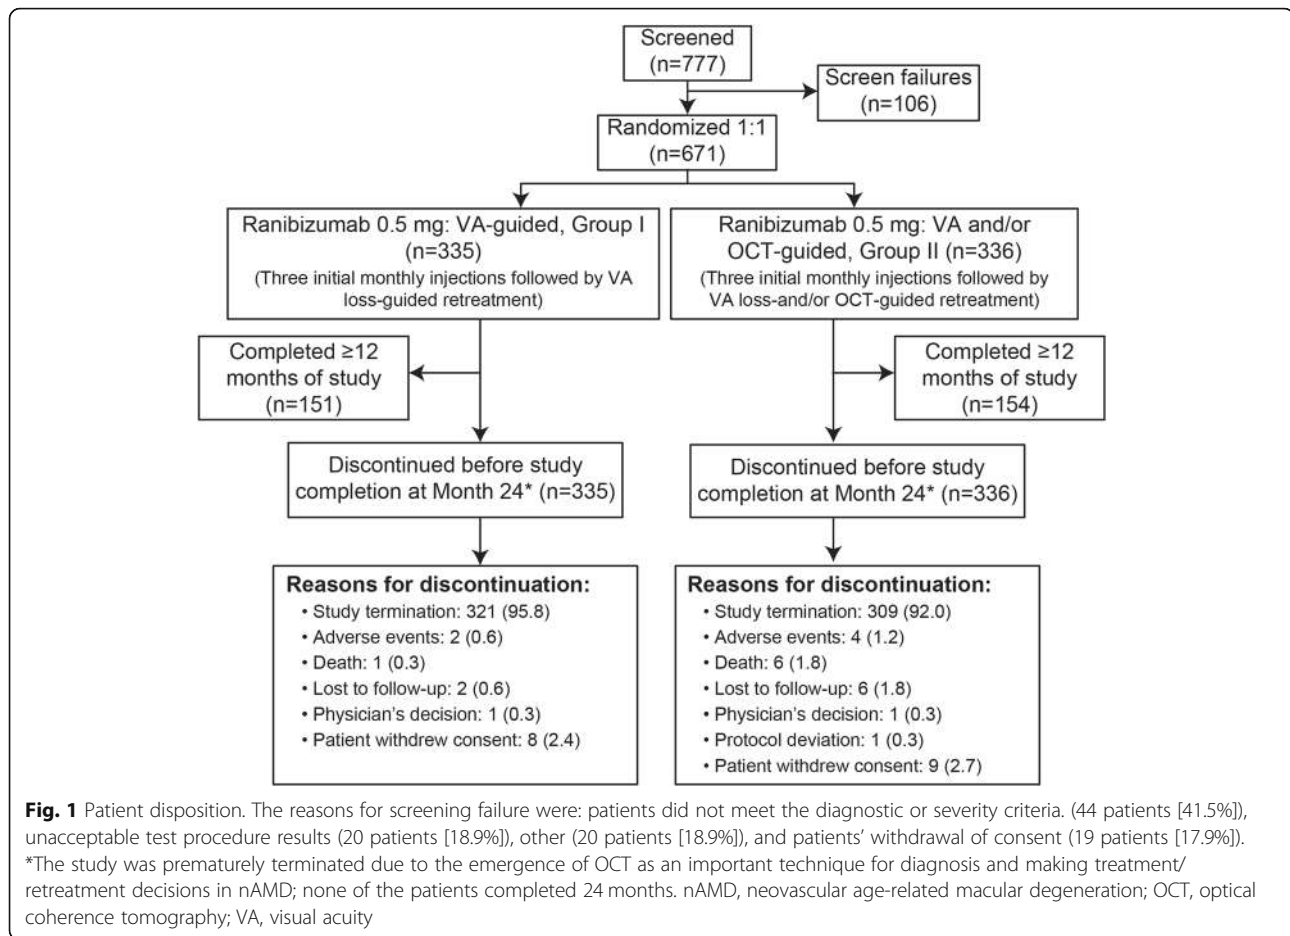 Screened
(n=777)
Screen failures
(n=106)
Randomized 1:1
(n=671)
Ranibizumab 0.5 mg: VA-guided, Group I
(n=335)
(Three initial monthly injections followed by VA
loss-guided retreatment)
Ranibizumab 0.5 mg: VA and/or
OCT-guided, Group II (n=336)
(Three initial monthly injections followed by
VA loss-and/or OCT-guided retreatment)
Completed ≥12
months of study
(n=151)
Completed ≥12
months of study
(n=154)
Discontinued before study
completion at Month 24* (n=335)
Discontinued before study
completion at Month 24* (n=336)
Reasons for discontinuation:
• Study termination: 321 (95.8)
• Adverse events: 2 (0.6)
• Death: 1 (0.3)
• Lost to follow-up: 2 (0.6)
• Physician's decision: 1 (0.3)
• Patient withdrew consent: 8 (2.4)
Reasons for discontinuation:
• Study termination: 309 (92.0)
• Adverse events: 4 (1.2)
• Death: 6 (1.8)
• Lost to follow-up: 6 (1.8)
• Physician's decision: 1 (0.3)
• Protocol deviation: 1 (0.3)
• Patient withdrew consent: 9 (2.7)
Fig. 1 Patient disposition. The reasons for screening failure were: patients did not meet the diagnostic or severity criteria. (44 patients [41.5%]),
unacceptable test procedure results (20 patients [18.9%]), other (20 patients [18.9%]), and patients' withdrawal of consent (19 patients [17.9%]).
*The study was prematurely terminated due to the emergence of OCT as an important technique for diagnosis and making treatment/
retreatment decisions in nAMD; none of the patients completed 24 months. nAMD, neovascular age-related macular degeneration; OCT, optical
coherence tomography; VA, visual acuity